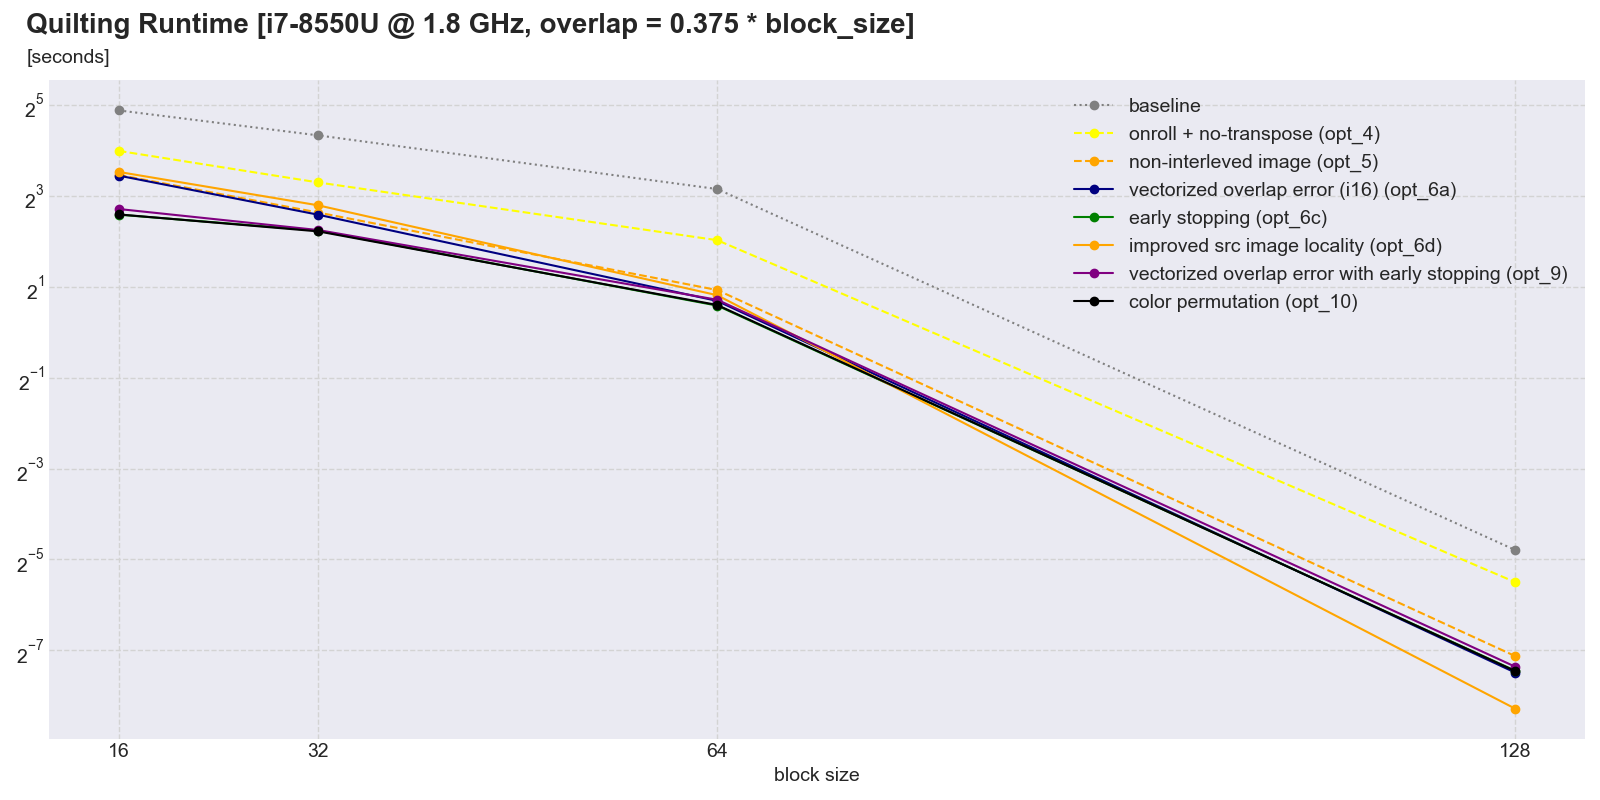 Quilting Runtime [i7-8550U @ 1.8 GHz, overlap = 0.375 * block_size]
[seconds]
2^5
2^3
2^1
2^−1
2^−3
2^−5
2^−7
baseline
onroll + no-transpose (opt_4)
non-interleved image (opt_5)
vectorized overlap error (i16) (opt_6a)
early stopping (opt_6c)
improved src image locality (opt_6d)
vectorized overlap error with early stopping (opt_9)
color permutation (opt_10)
16 32 64 128
block size